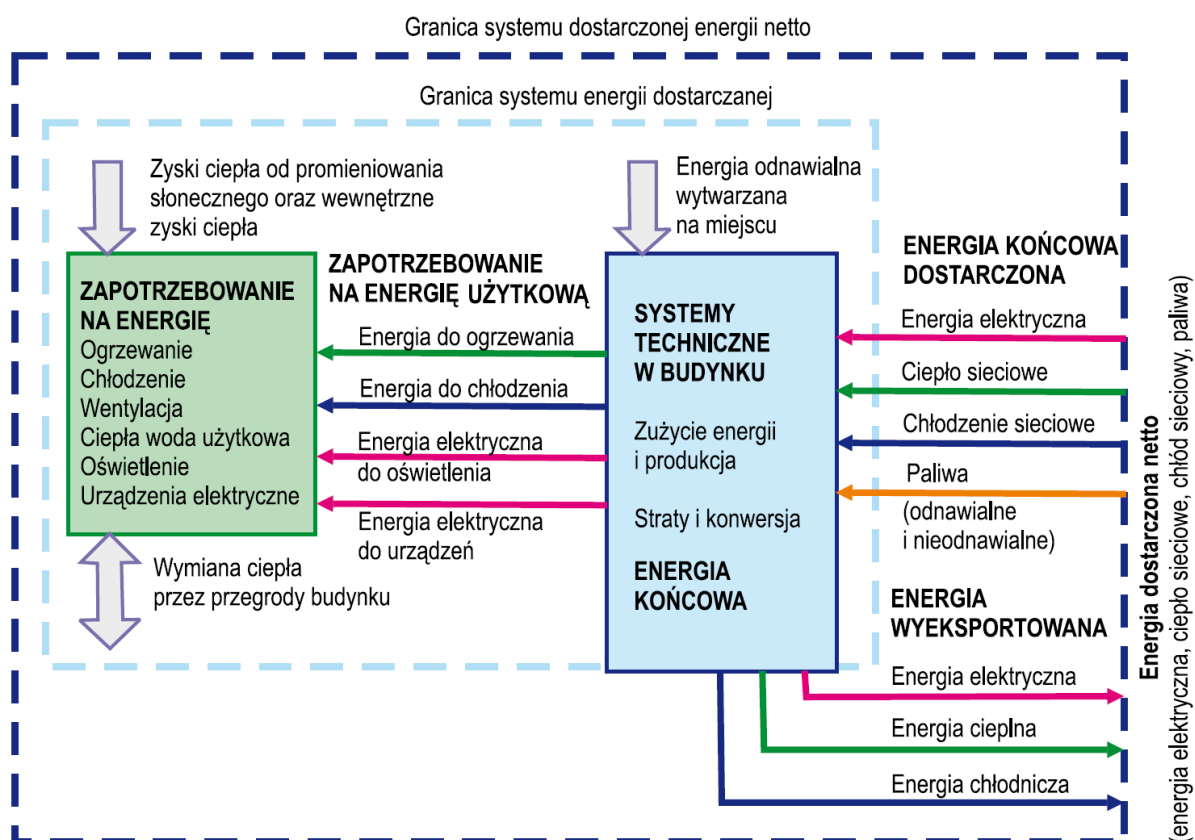 Granica systemu dostarczonej energii netto
Granica systemu energii dostarczanej
Zyski ciepła od promieniowania
słonecznego oraz wewnętrzne
zyski ciepła
Energia odnawialna
wytwarzana
na miejscu
ZAPOTRZEBOWANIE
NA ENERGIĘ
Ogrzewanie
Chłodzenie
Wentylacja
Ciepła woda użytkowa
Oświetlenie
Urządzenia elektryczne
ZAPOTRZEBOWANIE
NA ENERGIĘ UŻYTKOWĄ
Energia do ogrzewania
Energia do chłodzenia
Energia elektryczna
do oświetlenia
Energia elektryczna
do urządzeń
Wymiana ciepła
przez przegrody budynku
SYSTEMY
TECHNICZNE
W BUDYNKU
Zużycie energii
i produkcja
Straty i konwersja
ENERGIA
KOŃCOWA
ENERGIA KOŃCOWA
DOSTARCZONA
Energia elektryczna
Ciepło sieciowe
Chłodzenie sieciowe
Paliwa
(odnawialne
i nieodnawialne)
ENERGIA
WYEKSPORTOWANA
Energia elektryczna
Energia cieplna
Energia chłodnicza
Energia dostarczona netto
(energia elektryczna, ciepło sieciowe, chłód sieciowy, paliwa)